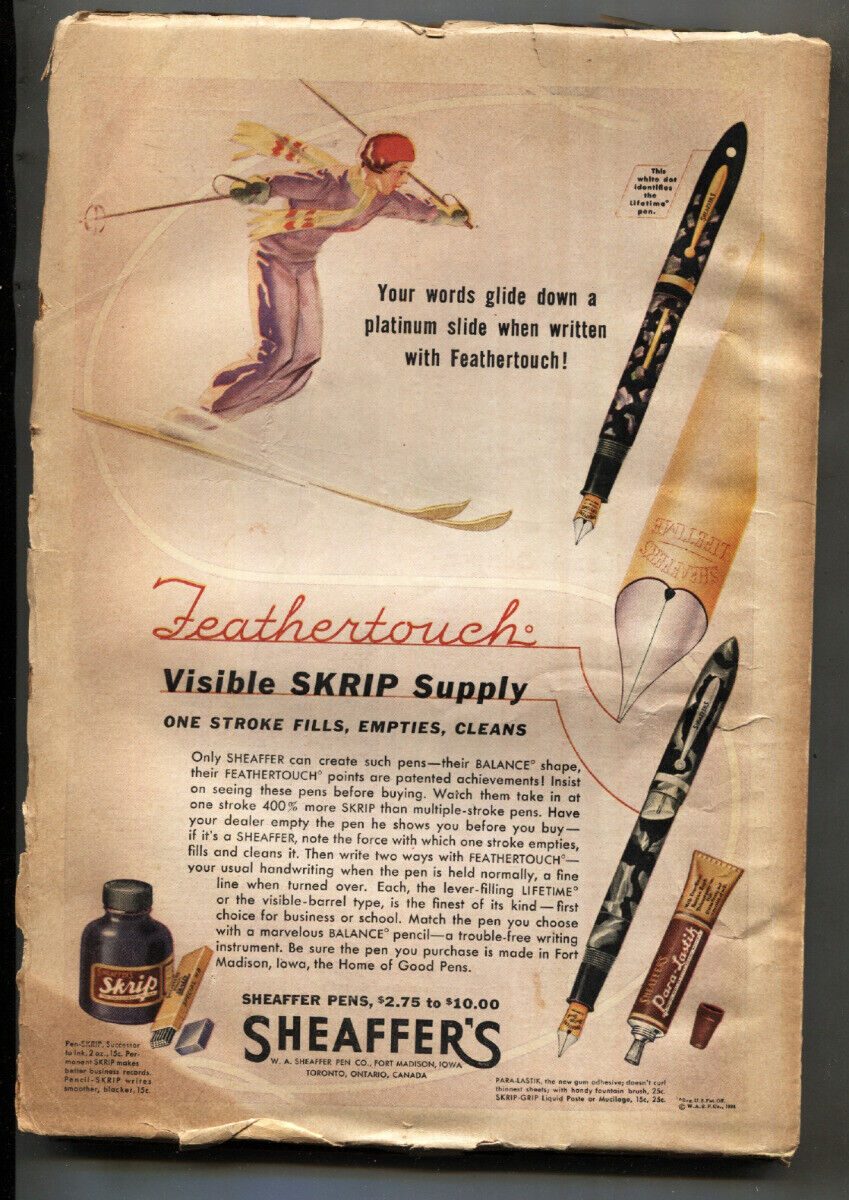 This
white dot
identifies
the
Lifetime°
pen.
SHEAFFER'S
Your words glide down a
platinum slide when written
with Feathertouch!
SHEAFFER'S
LIFETIME
Feathertouch°
Visible SKRIP Supply
ONE STROKE FILLS, EMPTIES, CLEANS
SHEAFFER'S
Only SHEAFFER can create such pens—their BALANCE° shape,
their FEATHERTOUCH° points are patented achievements! Insist
on seeing these pens before buying. Watch them take in at
one stroke 400% more SKRIP than multiple-stroke pens. Have
your dealer empty the pen he shows you before you buy—
if it's a SHEAFFER, note the force with which one stroke empties,
fills and cleans it. Then write two ways with FEATHERTOUCH°—
your usual handwriting when the pen is held normally, a fine
line when turned over. Each, the lever-filling LIFETIME°
or the visible-barrel type, is the finest of its kind—first
choice for business or school. Match the pen you choose
with a marvelous BALANCE° pencil—a trouble-free writing
instrument. Be sure the pen you purchase is made in Fort
Madison, Iowa, the Home of Good Pens.
SHEAFFER'S
Skrip
SHEAFFER'S
Para-Lastik
SHEAFFER PENS, $2.75 to $10.00
SHEAFFER'S
W. A. SHEAFFER PEN CO., FORT MADISON, IOWA
TORONTO, ONTARIO, CANADA
Pen-SKRIP, Successor
to ink, 2 oz., 15c. Per-
manent SKRIP makes
better business records.
Pencil-SKRIP writes
smoother, blacker, 15c.
PARA-LASTIK, the new gum adhesive; doesn't curl
thinnest sheets; with handy fountain brush, 25c.
SKRIP-GRIP Liquid Paste or Mucilage, 15c, 25c.
°Reg. U. S. Pat. Off.
© W. A. S. P. Co.,